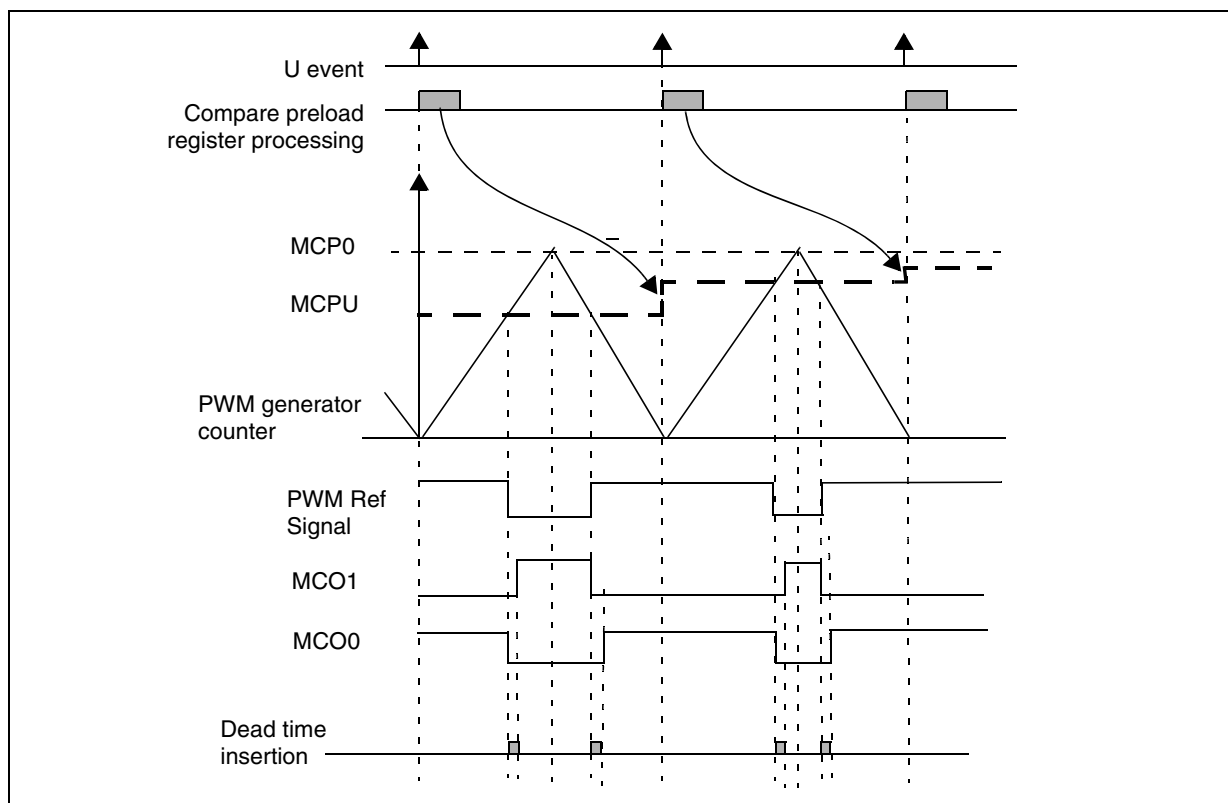 U event
Compare preload
register processing
MCP0
MCPU
PWM generator
counter
PWM Ref
Signal
MCO1
MCO0
Dead time
insertion